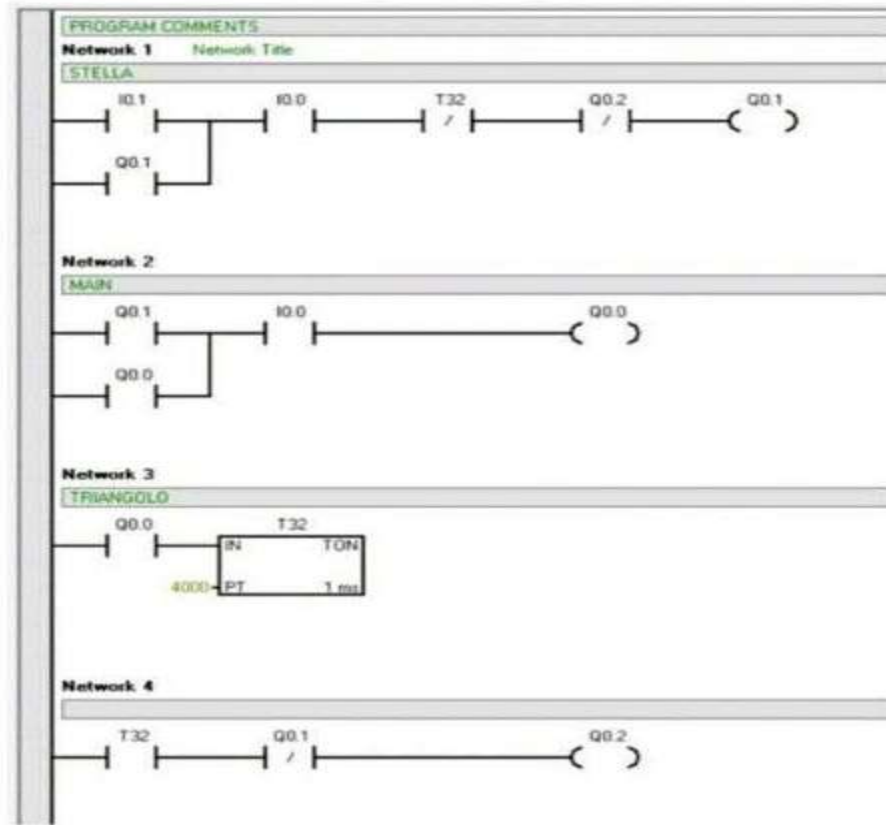 PROGRAM COMMENTS
Network 1 Network Title
STELLA
I0.1 I0.0 T32 Q0.2 Q0.1
/ /
Q0.1
Network 2
MAIN
Q0.1 I0.0 Q0.0
Q0.0
Network 3
TRIANGOLO
Q0.0 T32
IN TON
4000 PT 1 ms
Network 4
T32 Q0.1 Q0.2
/